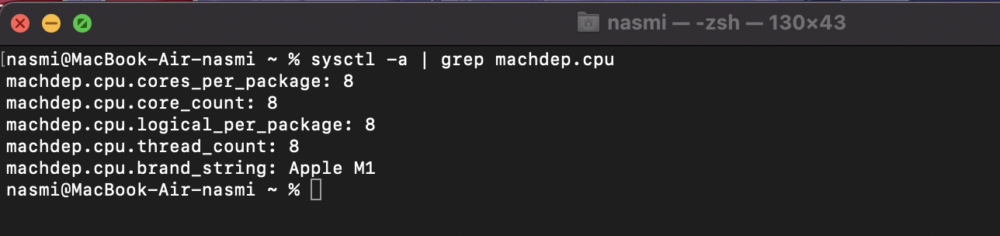 nasmi — -zsh — 130×43
[nasmi@MacBook-Air-nasmi ~ % sysctl -a | grep machdep.cpu
machdep.cpu.cores_per_package: 8
machdep.cpu.core_count: 8
machdep.cpu.logical_per_package: 8
machdep.cpu.thread_count: 8
machdep.cpu.brand_string: Apple M1
nasmi@MacBook-Air-nasmi ~ %